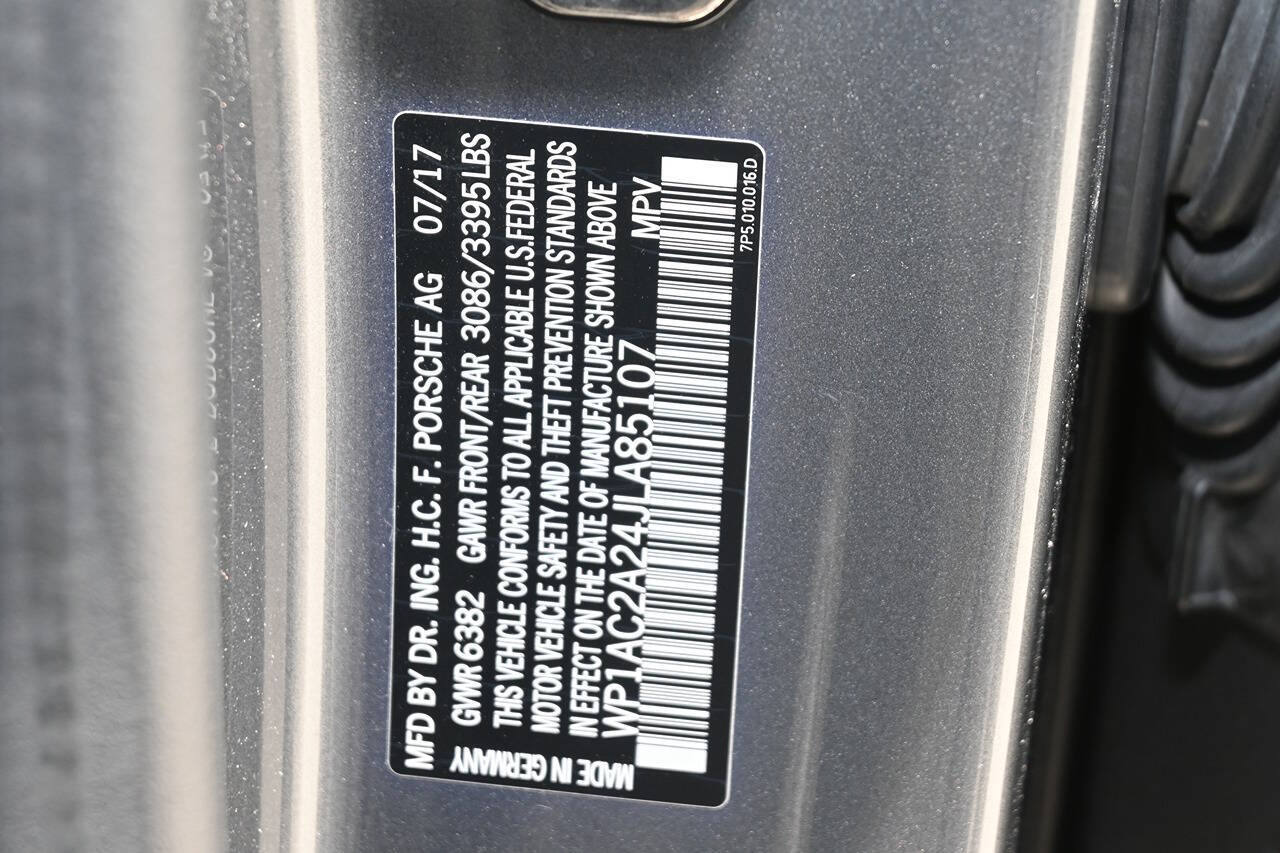 MFD BY DR. ING. H.C. F. PORSCHE AG 07/17
GWR 6382 GAWR FRONT/REAR 3086/3395 LBS
THIS VEHICLE CONFORMS TO ALL APPLICABLE U.S.FEDERAL
MOTOR VEHICLE SAFETY AND THEFT PREVENTION STANDARDS
IN EFFECT ON THE DATE OF MANUFACTURE SHOWN ABOVE
WP1AC2A24JLA85107 MPV
7P5.010.016.D
MADE IN GERMANY